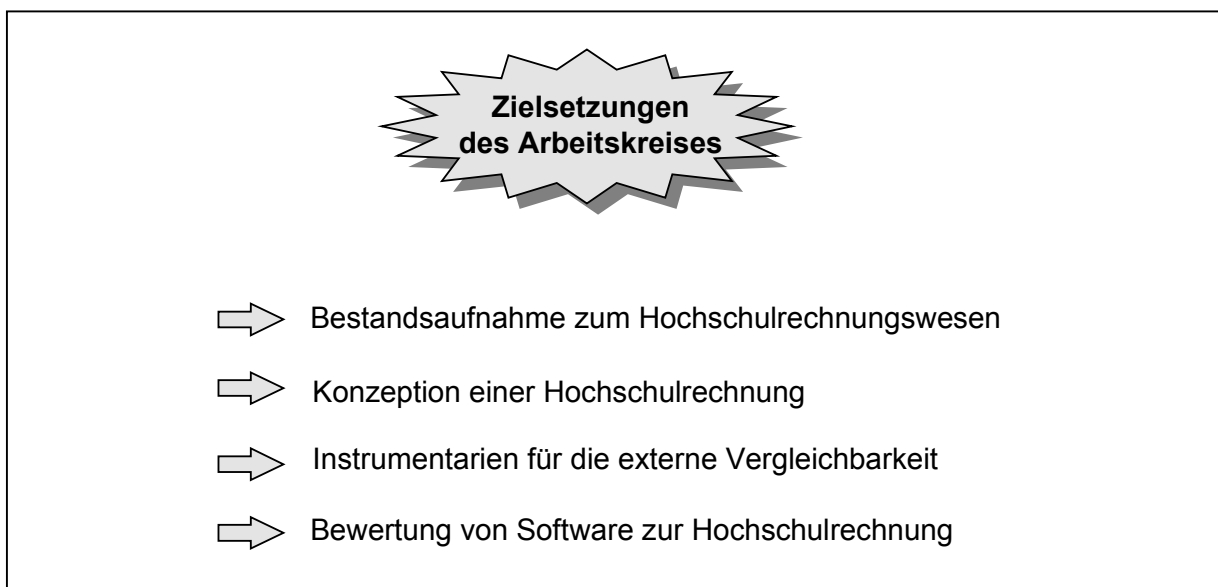 Zielsetzungen
des Arbeitskreises
Bestandsaufnahme zum Hochschulrechnungswesen
Konzeption einer Hochschulrechnung
Instrumentarien für die externe Vergleichbarkeit
Bewertung von Software zur Hochschulrechnung